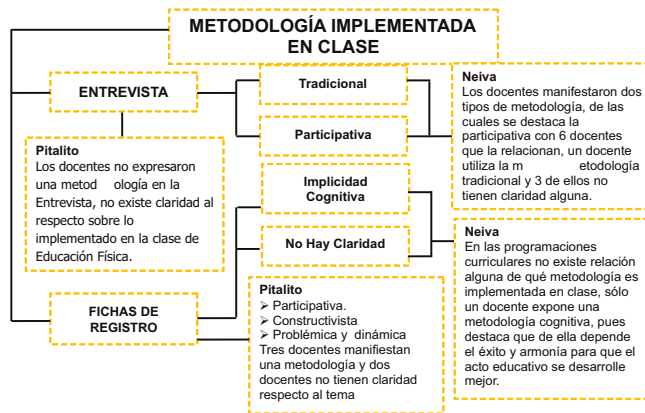 METODOLOGÍA IMPLEMENTADA
EN CLASE
ENTREVISTA
Tradicional
Participativa
Neiva
Los docentes manifestaron dos
tipos de metodología, de las
cuales se destaca la
participativa con 6 docentes
que la relacionan, un docente
utiliza la m etodología
tradicional y 3 de ellos no
tienen claridad alguna.
Pitalito
Los docentes no expresaron
una metod ología en la
Entrevista, no existe claridad al
respecto sobre lo
implementado en la clase de
Educación Física.
Implicidad
Cognitiva
No Hay Claridad
Neiva
En las programaciones
curriculares no existe relación
alguna de qué metodología es
implementada en clase, sólo
un docente expone una
metodología cognitiva, pues
destaca que de ella depende
el éxito y armonía para que el
acto educativo se desarrolle
mejor.
FICHAS DE
REGISTRO
Pitalito
➢ Participativa.
➢ Constructivista
➢ Problémica y dinámica
Tres docentes manifiestan
una metodología y dos
docentes no tienen claridad
respecto al tema